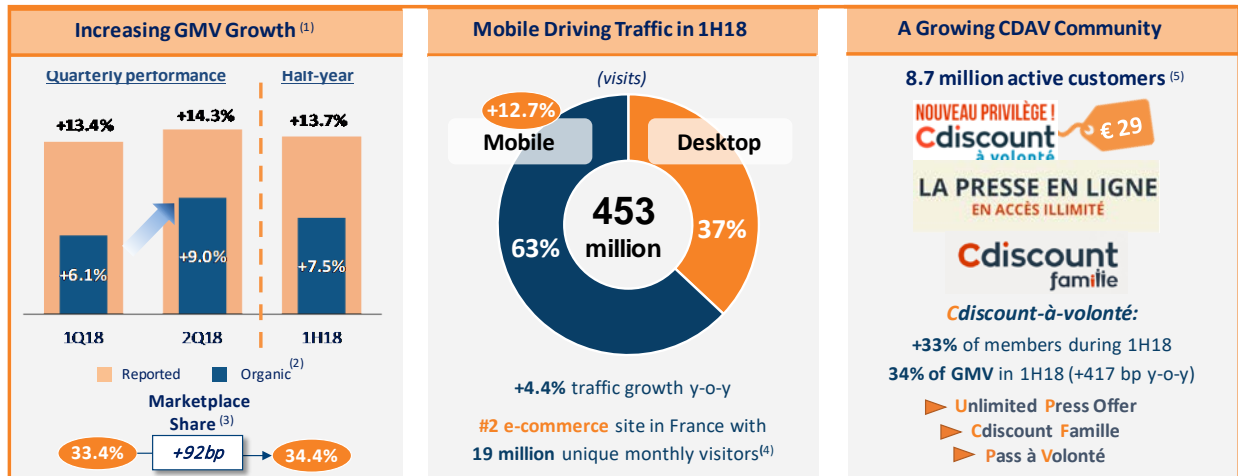 Increasing GMV Growth (1)
Quarterly performance
Half-year
+13.4%
+14.3%
+13.7%
+6.1%
+9.0%
+7.5%
1Q18
2Q18
1H18
Reported
Organic(2)
Marketplace
Share (3)
33.4%
+92bp
34.4%
Mobile Driving Traffic in 1H18
(visits)
+12.7%
Mobile
Desktop
453
million
63%
37%
+4.4% traffic growth y-o-y
#2 e-commerce site in France with
19 million unique monthly visitors(4)
A Growing CDAV Community
8.7 million active customers (5)
NOUVEAU PRIVILÈGE !
Cdiscount
à volonté
€ 29
LA PRESSE EN LIGNE
EN ACCÈS ILLIMITÉ
Cdiscount
famille
Cdiscount-à-volonté:
+33% of members during 1H18
34% of GMV in 1H18 (+417 bp y-o-y)
Unlimited Press Offer
Cdiscount Famille
Pass à Volonté